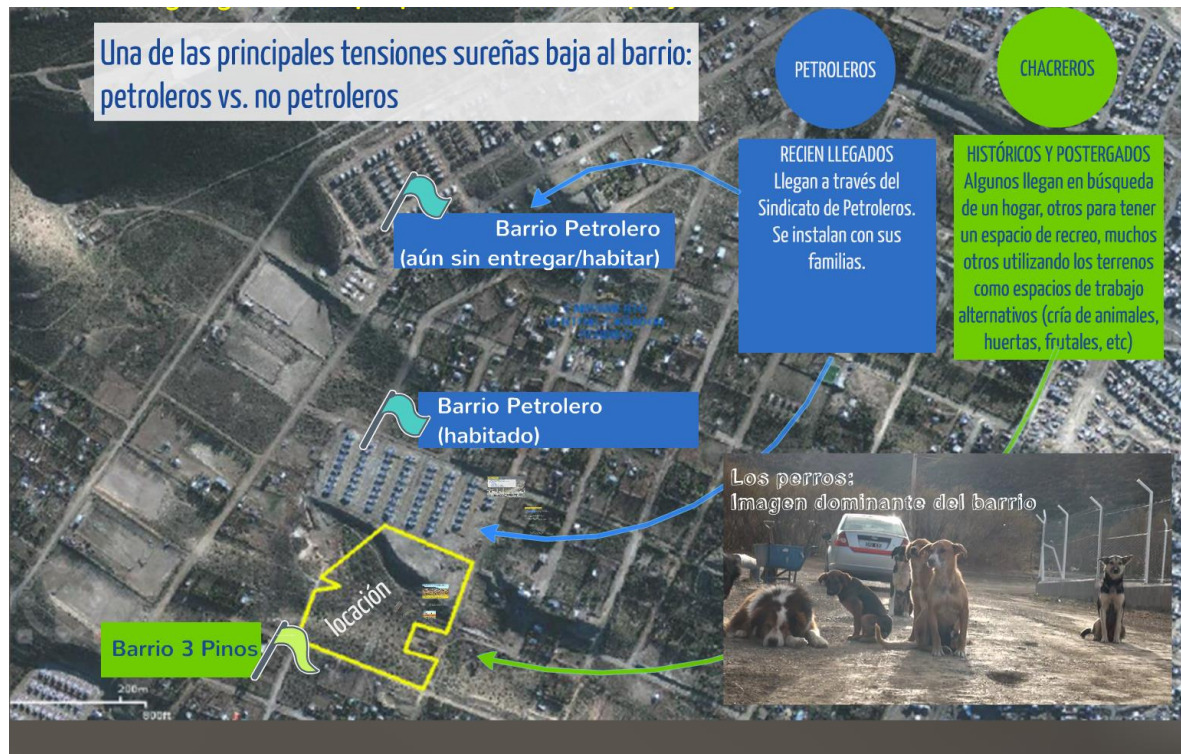 Una de las principales tensiones sureñas baja al barrio:
petroleros vs. no petroleros
PETROLEROS
CHACREROS
RECIEN LLEGADOS
Llegan a través del
Sindicato de Petroleros.
Se instalan con sus
familias.
HISTÓRICOS Y POSTERGADOS
Algunos llegan en búsqueda
de un hogar, otros para tener
un espacio de recreo, muchos
otros utilizando los terrenos
como espacios de trabajo
alternativos (cría de animales,
huertas, frutales, etc)
Barrio Petrolero
(aún sin entregar/habitar)
Barrio Petrolero
(habitado)
Los perros:
Imagen dominante del barrio
locación
Barrio 3 Pinos
200m
800ft